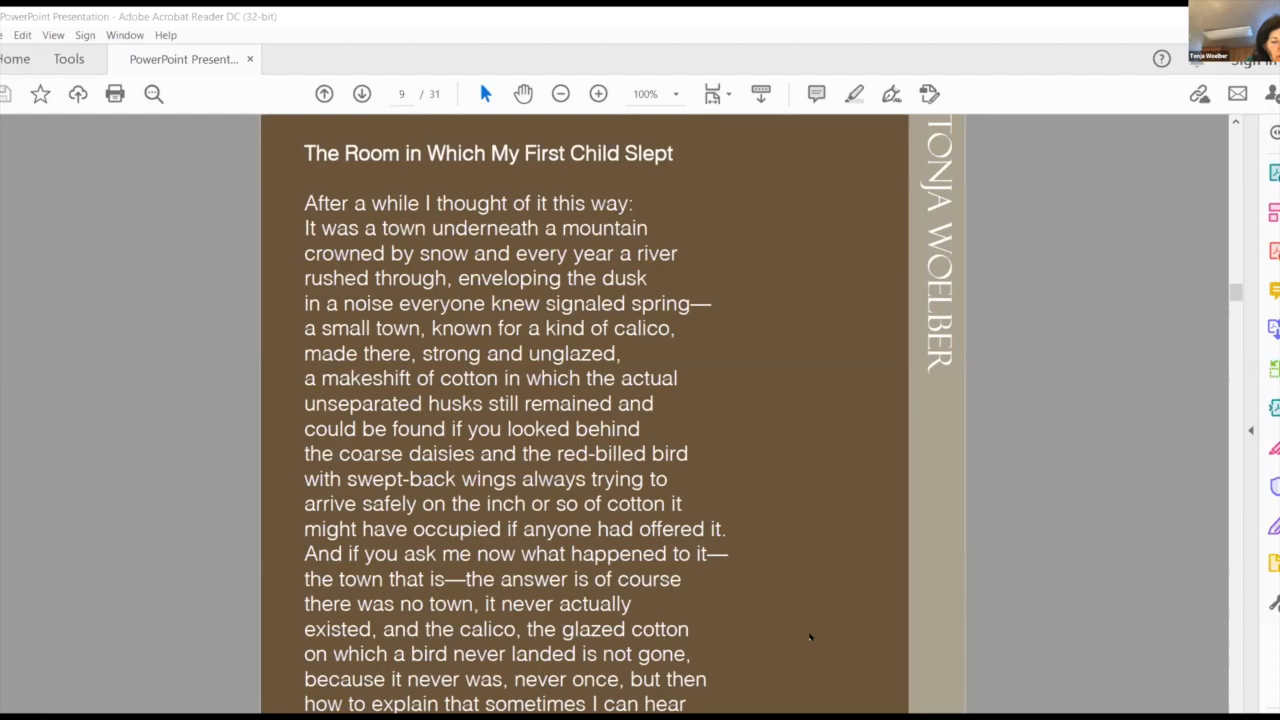 PowerPoint Presentation - Adobe Acrobat Reader DC (32-bit)
Edit View Sign Window Help
Home Tools PowerPoint Present... ×
Tonja Woelber
9 / 31 100%
The Room in Which My First Child Slept
After a while I thought of it this way:
It was a town underneath a mountain
crowned by snow and every year a river
rushed through, enveloping the dusk
in a noise everyone knew signaled spring—
a small town, known for a kind of calico,
made there, strong and unglazed,
a makeshift of cotton in which the actual
unseparated husks still remained and
could be found if you looked behind
the coarse daisies and the red-billed bird
with swept-back wings always trying to
arrive safely on the inch or so of cotton it
might have occupied if anyone had offered it.
And if you ask me now what happened to it—
the town that is—the answer is of course
there was no town, it never actually
existed, and the calico, the glazed cotton
on which a bird never landed is not gone,
because it never was, never once, but then
how to explain that sometimes I can hear
TONJA WOELBER